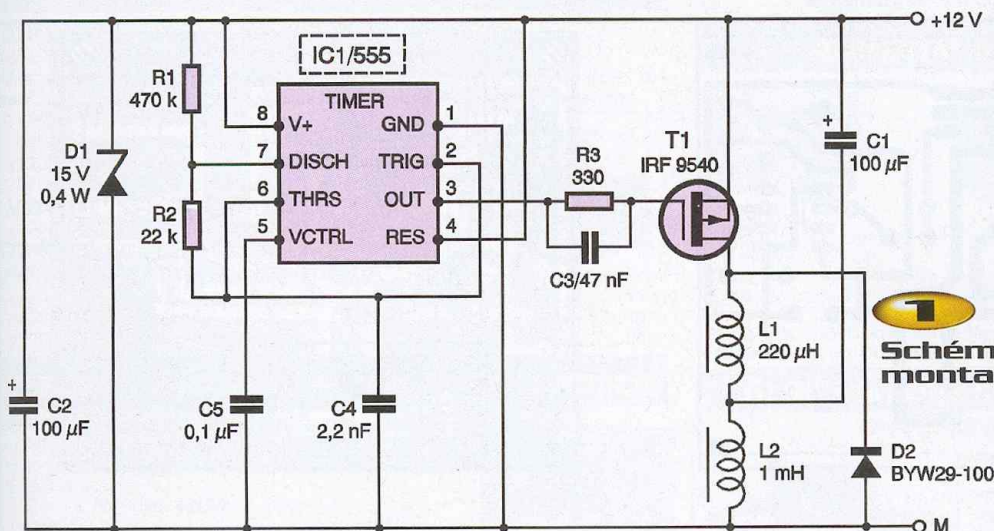 +12 V
IC1/555
R1
470 k
TIMER
8
V+
GND
1
7
DISCH
TRIG
2
6
THRS
OUT
3
5
VCTRL
RES
4
D1
15 V
0,4 W
R2
22 k
R3
330
C3/47 nF
T1
IRF 9540
+
C1
100 µF
L1
220 µH
1
Schém
monta
+
C2
100 µF
C5
0,1 µF
C4
2,2 nF
L2
1 mH
D2
BYW29-100
M